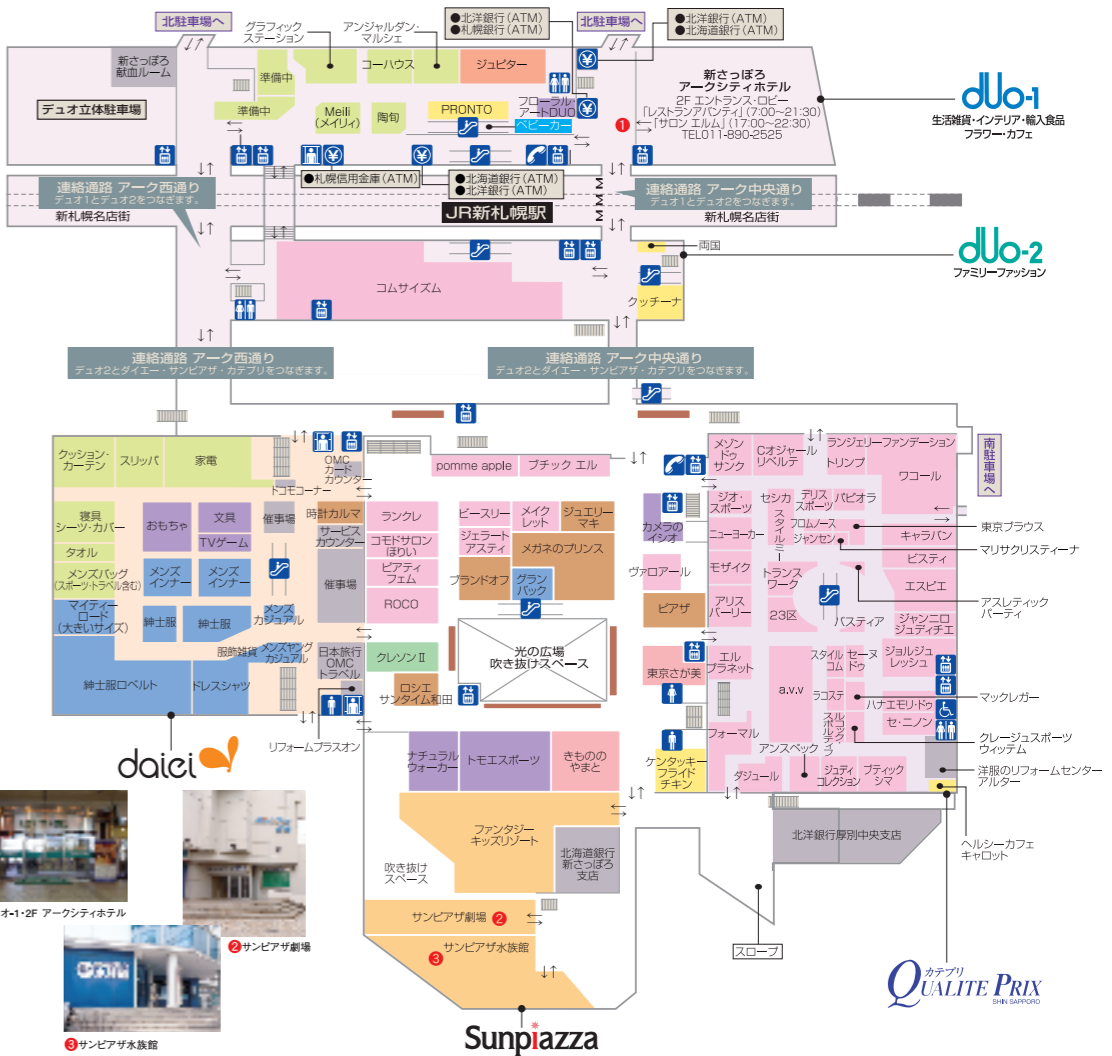 北駐車場へ
グラフィック
ステーション
アンジャルダン・
マルシェ
●北洋銀行(ATM)
●札幌銀行(ATM)
北駐車場へ
●北洋銀行(ATM)
●北海道銀行(ATM)
新さっぽろ
献血ルーム
準備中
コーハウス
ジュピター
新さっぽろ
アークシティホテル
2F エントランス・ロビー
「レストランアバンティ」(7:00～21:30)
「サロン エルム」(17:00～22:30)
TEL011-890-2525
デュオ立体駐車場
準備中
Meili
(メイリィ)
陶旬
PRONTO
フローラル・
アートDUO
ベビーカー
1
duo-1
生活雑貨・インテリア・輸入食品
フラワー・カフェ
●札幌信用金庫(ATM)
●北海道銀行(ATM)
●北洋銀行(ATM)
連絡通路 アーク西通り
デュオ1とデュオ2をつなぎます。
新札幌名店街
JR新札幌駅
連絡通路 アーク中央通り
デュオ1とデュオ2をつなぎます。
新札幌名店街
両国
duo-2
ファミリーファッション
コムサイズム
クッチーナ
連絡通路 アーク西通り
デュオ2とダイエー・サンピアザ・カテプリをつなぎます。
連絡通路 アーク中央通り
デュオ2とダイエー・サンピアザ・カテプリをつなぎます。
クッション・
カーテン
スリッパ
家電
OMC
カード
カウンター
ドコモコーナー
pomme apple
ブチック エル
メゾン
ドゥ
サンク
Cオジャール
リベルテ
ランジェリーファンデーション
トリンプ
ワコール
南駐車場へ
寝具
シーツ・カバー
おもちゃ
文具
TVゲーム
催事場
時計カルマ
サービス
カウンター
ランクレ
ビースリー
メイク
レット
ジュエリー
マキ
カメラの
イシオ
ジオ・
スポーツ
セシカ
デリス
スポーツ
パピオラ
東京ブラウス
タオル
コモドサロン
ほりい
ジェラート
アスティ
メガネのプリンス
ニューヨーカー
スタイルミー
フロムノース
ジャンセン
キャラバン
マリサクリスティーナ
メンズバッグ
(スポーツ・トラベル含む)
メンズ
インナー
メンズ
インナー
催事場
ピアティ
フェム
ブランドオフ
グラン
バック
ヴァロアール
モザイク
トランス
ワーク
ビスティ
エスピエ
マイティー
ロード
(大きいサイズ)
紳士服
紳士服
メンズ
カジュアル
ROCO
ピアザ
アリス
バーリー
23区
バスティア
ジャンニロ
ジュディチエ
アスレティック
パーティ
紳士服ロベルト
ドレスシャツ
服飾雑貨
メンズヤング
カジュアル
日本旅行
OMC
トラベル
クレソンⅡ
ロシエ
サンタイム和田
光の広場
吹き抜けスペース
東京さが美
エル
プラネット
a.v.v
スタイル
コム
セーヌ
ドゥ
ジョルジュ
レッシュ
ラコステ
マックレガー
ハナエモリ・ドゥ
daiei
リフォームプラスオン
ナチュラル
ウォーカー
トモエスポーツ
きものの
やまと
ケンタッキー
フライド
チキン
フォーマル
アンスペック
ルコックスポルティフ
セ・ニノン
クレージュスポーツ
ウィッテム
ダジュール
ジュディ
コレクション
ブティック
シマ
洋服のリフォームセンター
アルター
ファンタジー
キッズリゾート
北海道銀行
新さっぽろ
支店
吹き抜け
スペース
北洋銀行厚別中央支店
ヘルシーカフェ
キャロット
オ-1・2F アークシティホテル
サンピアザ劇場 2
2サンピアザ劇場
サンピアザ水族館
3
スロープ
カテプリ
QUALITE PRIX
SHIN SAPPORO
3サンピアザ水族館
Sunpiazza